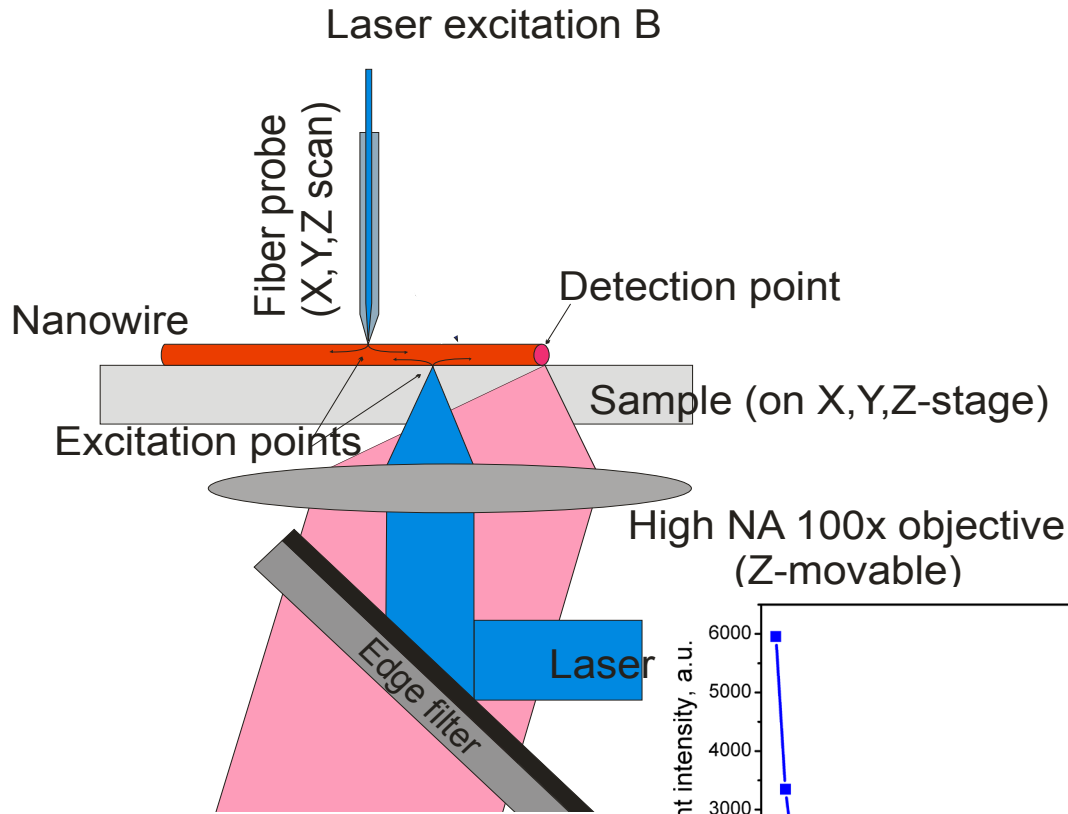 Laser excitation B
Fiber probe
(X,Y,Z scan)
Detection point
Nanowire
Sample (on X,Y,Z-stage)
Excitation points
High NA 100x objective
(Z-movable)
Laser
Edge filter
6000
5000
4000
3000
intensity, a.u.